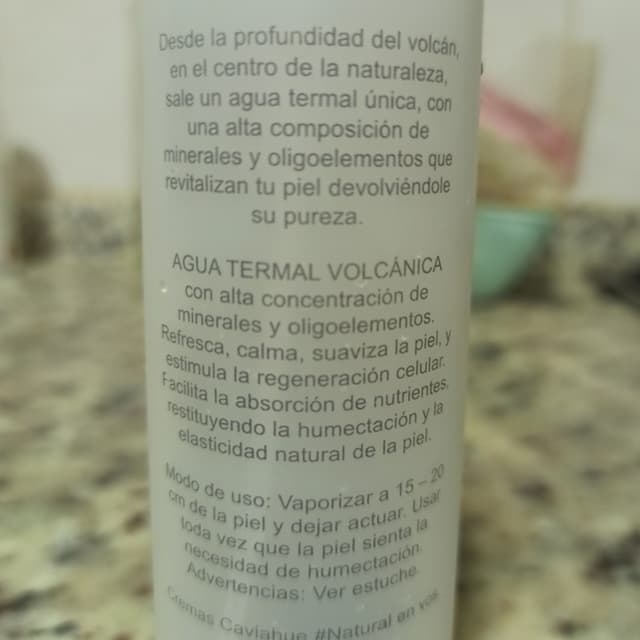 Desde la profundidad del volcán,
en el centro de la naturaleza,
sale un agua termal única, con
una alta composición de
minerales y oligoelementos que
revitalizan tu piel devolviéndole
su pureza.
AGUA TERMAL VOLCÁNICA
con alta concentración de
minerales y oligoelementos.
Refresca, calma, suaviza la piel, y
estimula la regeneración celular.
Facilita la absorción de nutrientes,
restituyendo la humectación y la
elasticidad natural de la piel.
Modo de uso: Vaporizar a 15 – 20
cm de la piel y dejar actuar. Usar
toda vez que la piel sienta la
necesidad de humectación.
Advertencias: Ver estuche.
Cremas Caviahue #Natural en vos